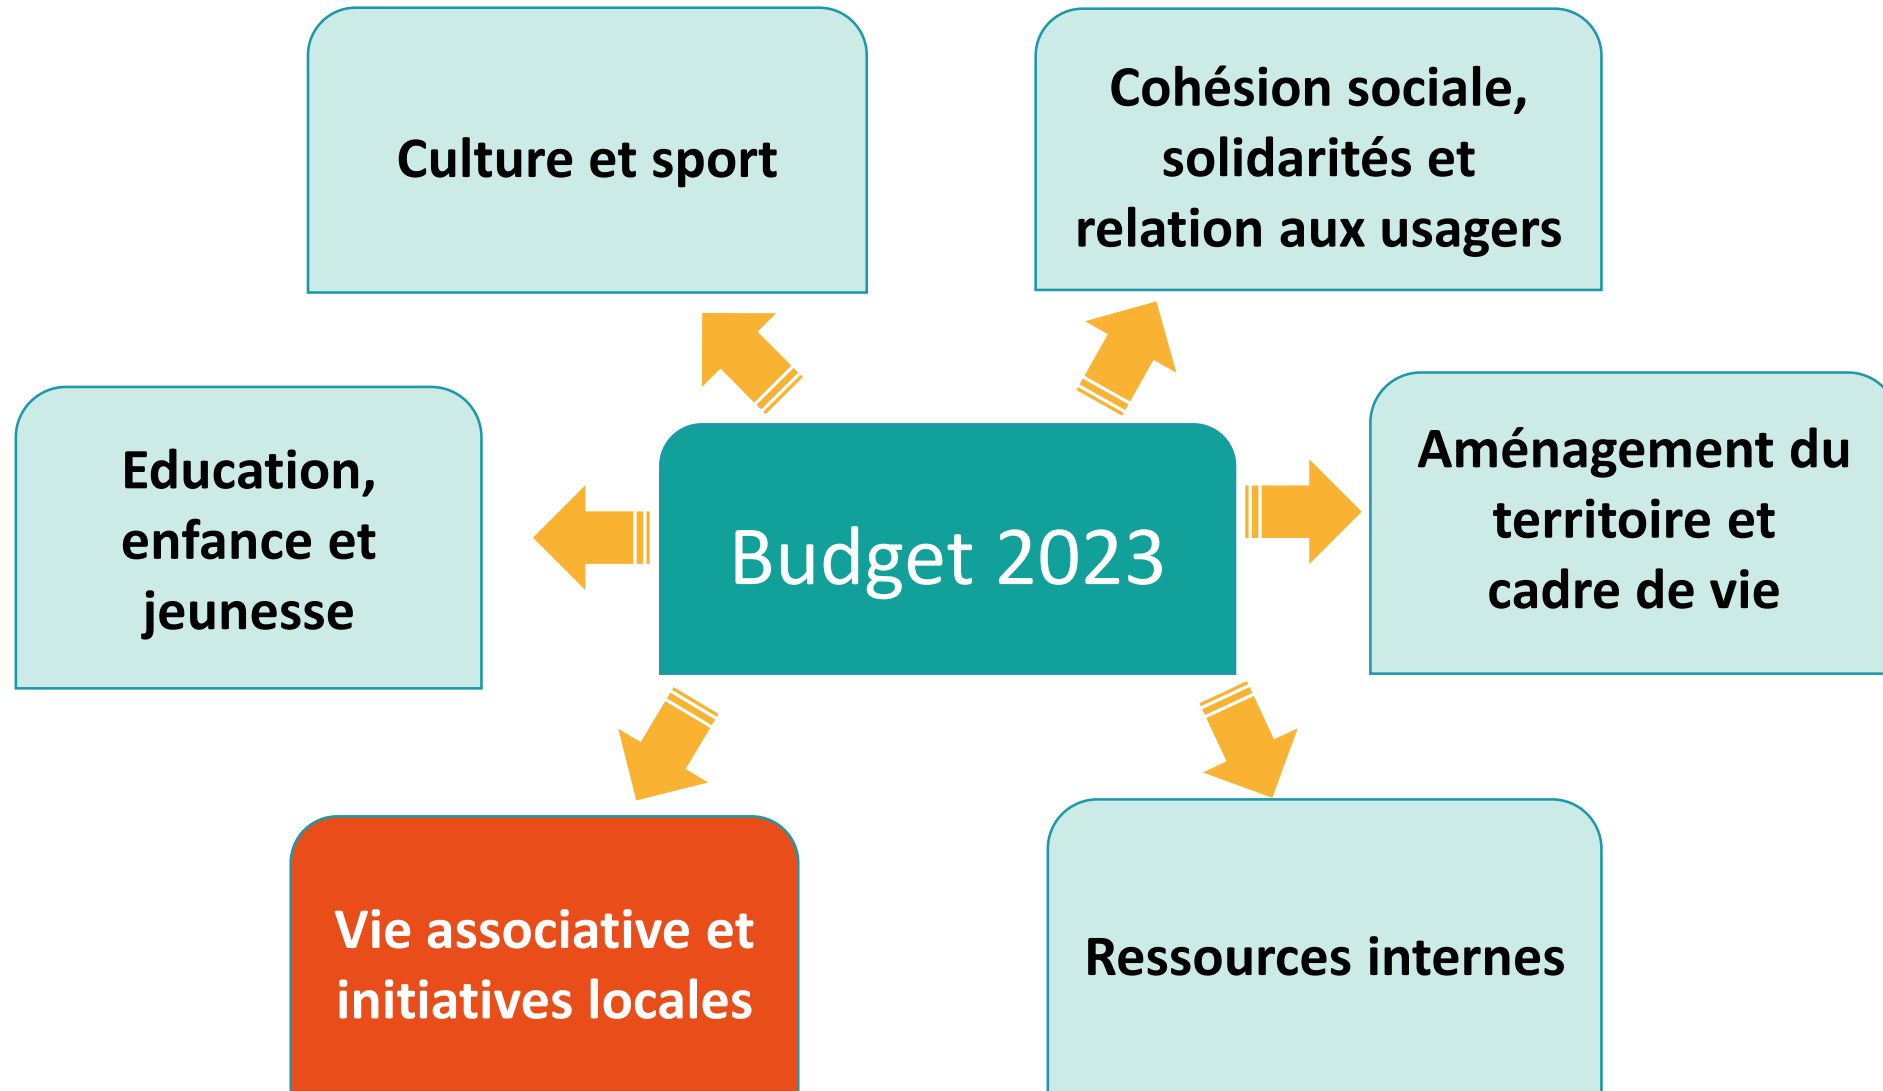 Culture et sport
Cohésion sociale,
solidarités et
relation aux usagers
Education,
enfance et
jeunesse
Budget 2023
Aménagement du
territoire et
cadre de vie
Vie associative et
initiatives locales
Ressources internes